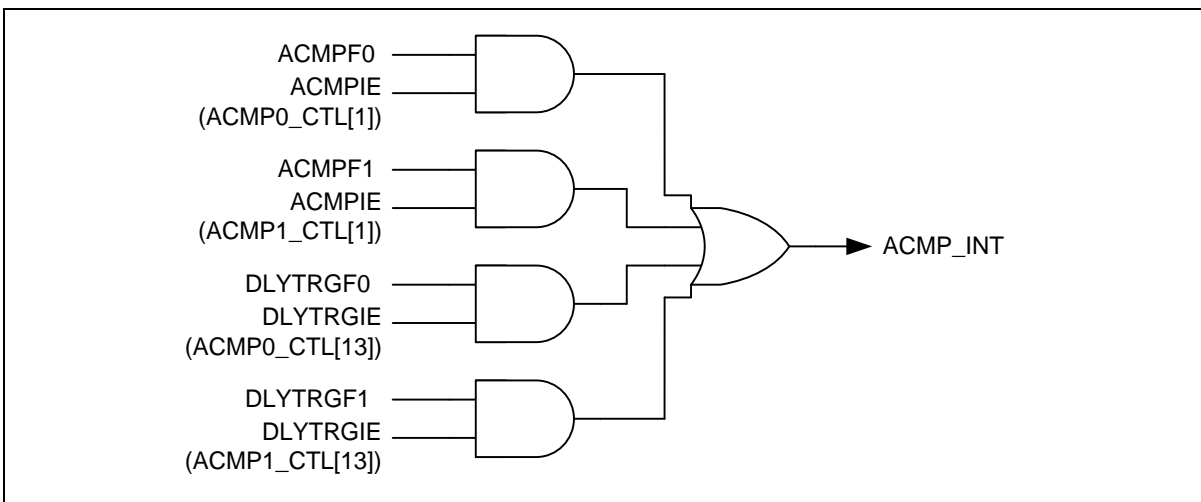 ACMPF0
ACMPIE
(ACMP0_CTL[1])
ACMPF1
ACMPIE
(ACMP1_CTL[1])
DLYTRGF0
DLYTRGIE
(ACMP0_CTL[13])
DLYTRGF1
DLYTRGIE
(ACMP1_CTL[13])
ACMP_INT